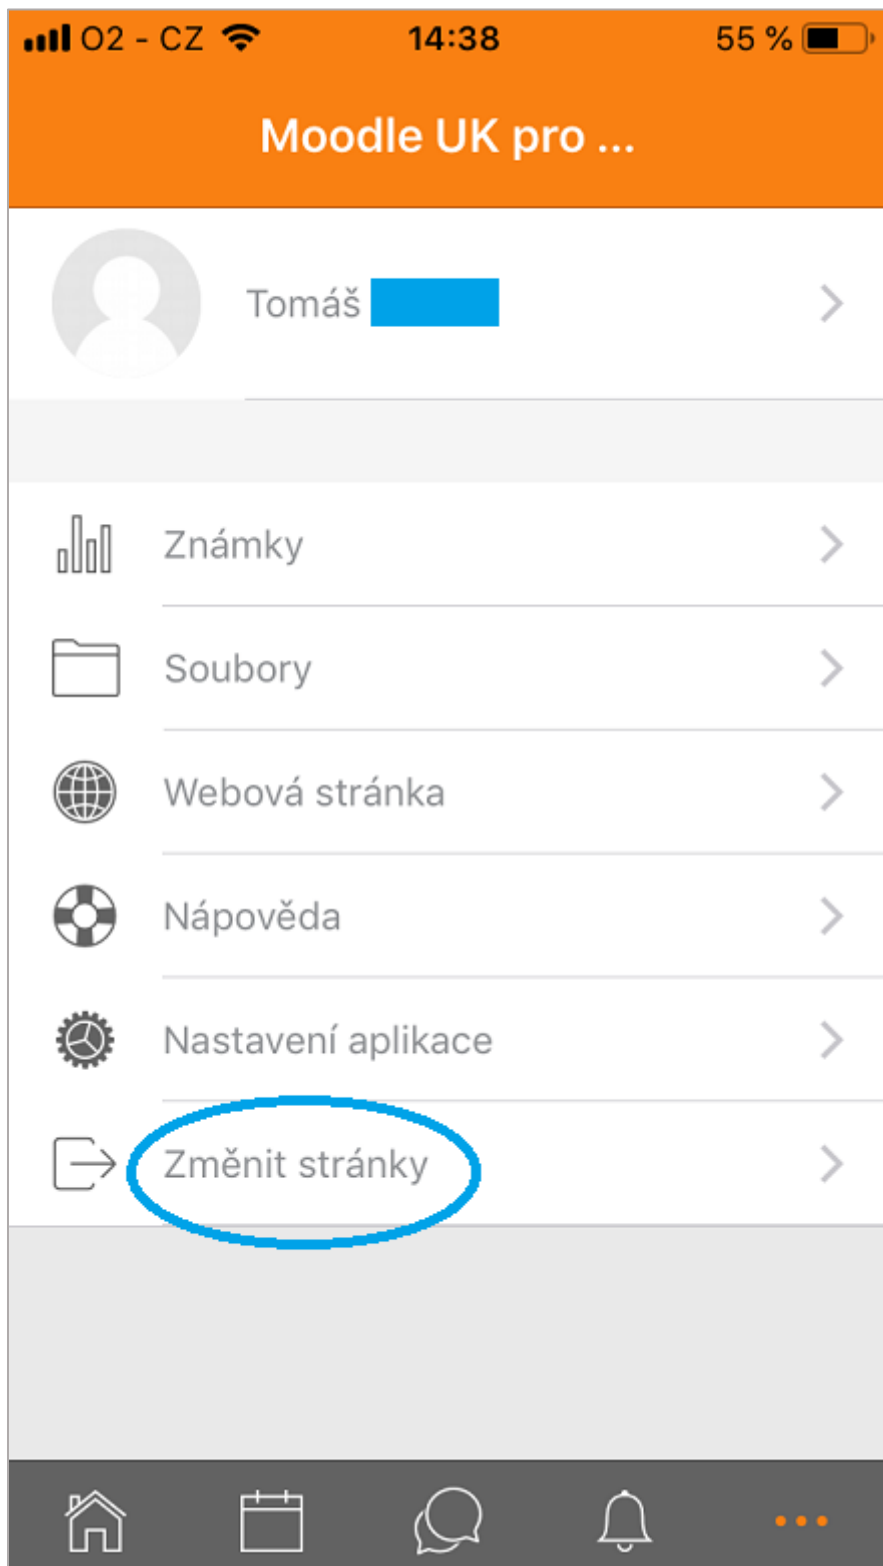 O2 - CZ 14:38 55 %
Moodle UK pro ...
Tomáš
Známky
Soubory
Webová stránka
Nápověda
Nastavení aplikace
Změnit stránky